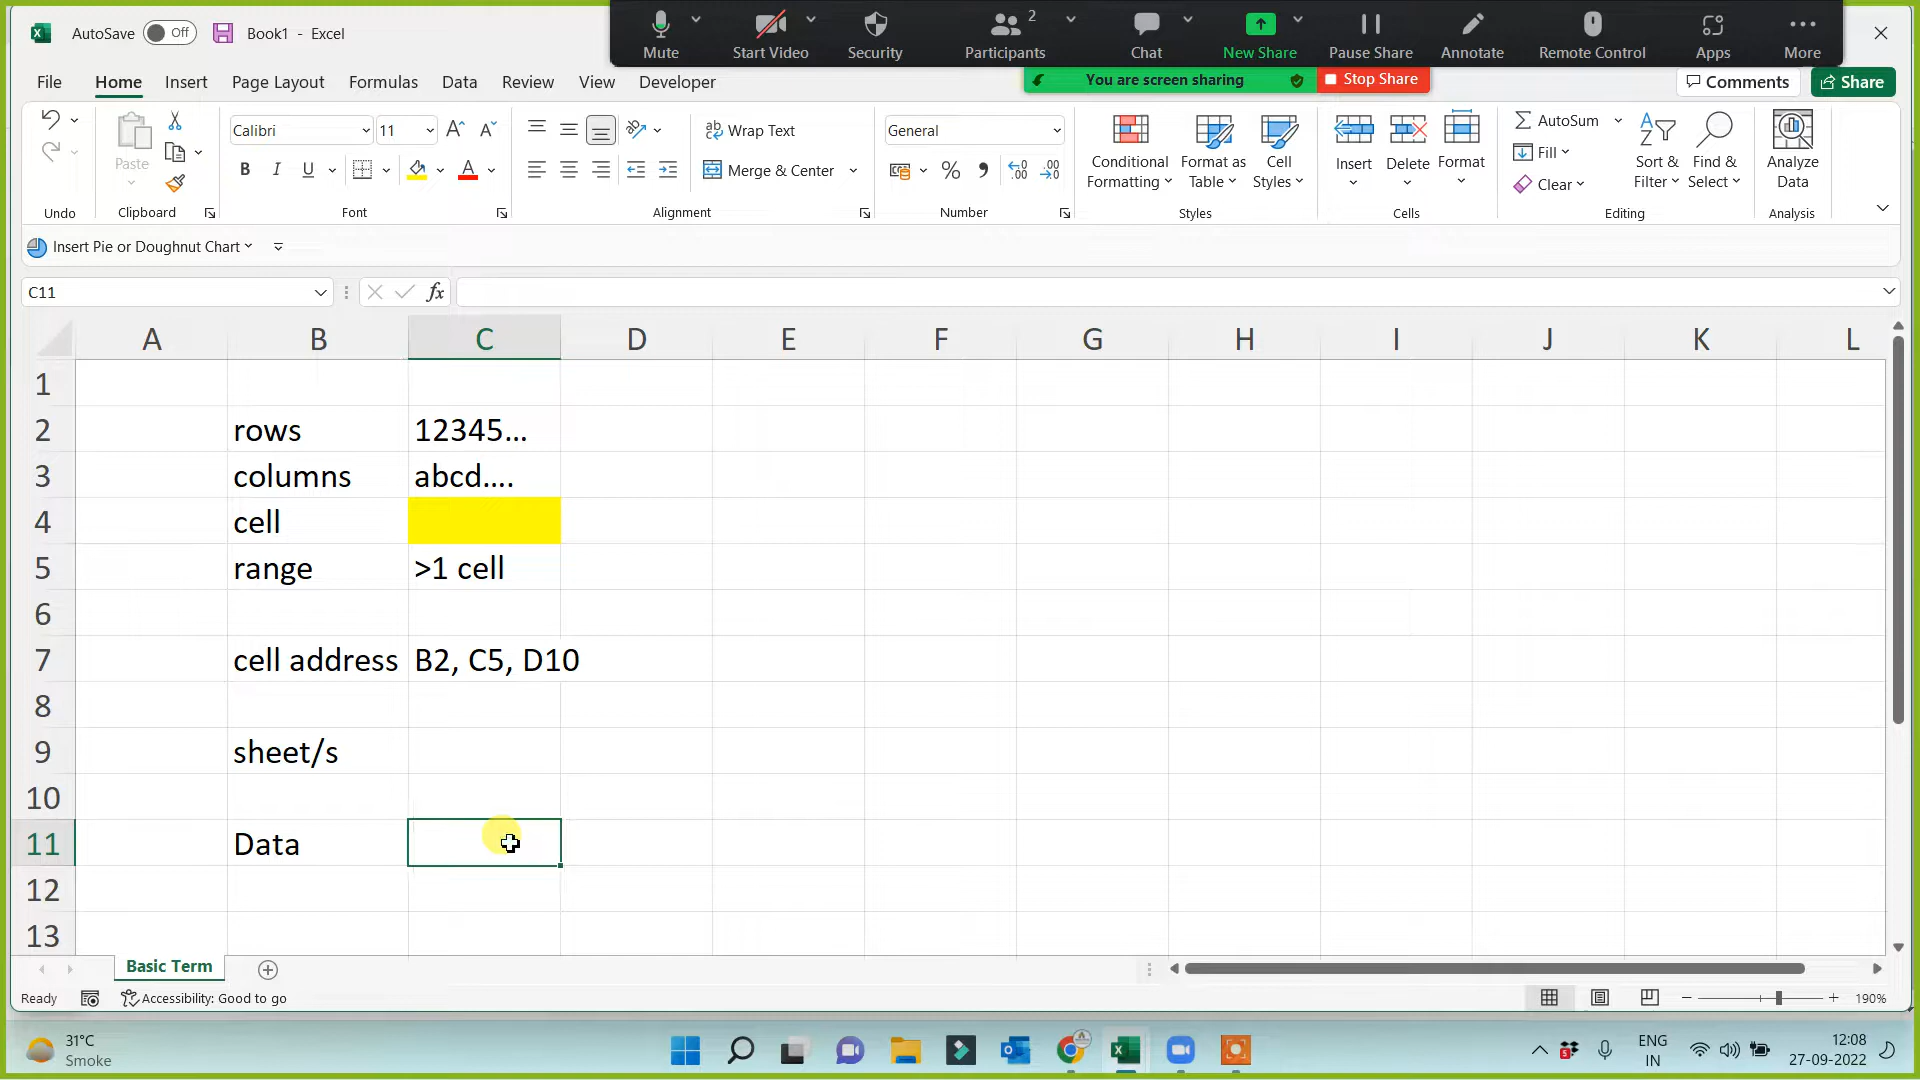 AutoSave Off Book1 - Excel
Mute Start Video Security Participants 2 Chat New Share Pause Share Annotate Remote Control Apps More
You are screen sharing Stop Share
File Home Insert Page Layout Formulas Data Review View Developer Comments Share
Paste Calibri 11 Wrap Text General Conditional Formatting Format as Table Cell Styles Insert Delete Format AutoSum Sort & Filter Find & Select Analyze Data
B I U Merge & Center Fill Clear
Undo Clipboard Font Alignment Number Styles Cells Editing Analysis
Insert Pie or Doughnut Chart
C11 fx
A B C D E F G H I J K L
1
2 rows 12345...
3 columns abcd....
4 cell
5 range >1 cell
6
7 cell address B2, C5, D10
8
9 sheet/s
10
11 Data
12
13
Basic Term
Ready Accessibility: Good to go 190%
31°C ENG 12:08
Smoke IN 27-09-2022